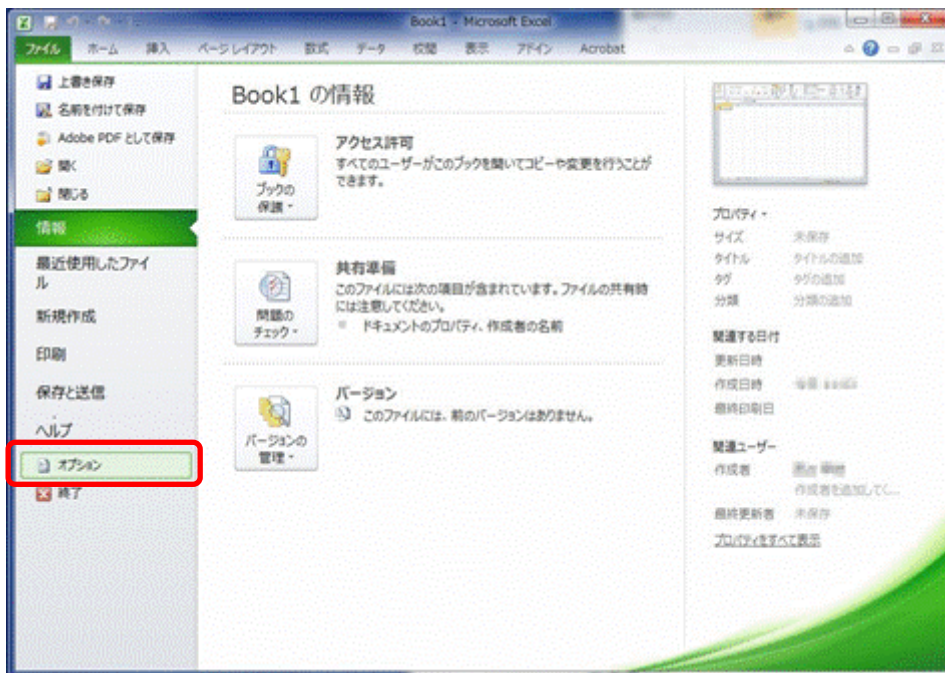 Book1 - Microsoft Excel
ファイル ホーム 挿入 ページ レイアウト 数式 データ 校閲 表示 アドイン Acrobat
上書き保存
名前を付けて保存
Adobe PDF として保存
開く
閉じる
情報
最近使用したファイ
ル
新規作成
印刷
保存と送信
ヘルプ
オプション
終了
Book1 の情報
ブックの
保護
アクセス許可
すべてのユーザーがこのブックを開いてコピーや変更を行うことが
できます。
問題の
チェック
共有準備
このファイルには次の項目が含まれています。ファイルの共有時
には注意してください。
ドキュメントのプロパティ、作成者の名前
バージョンの
管理
バージョン
このファイルには、前のバージョンはありません。
プロパティ
サイズ 未保存
タイトル タイトルの追加
タグ タグの追加
分類 分類の追加
関連する日付
更新日時
作成日時
最終印刷日
関連ユーザー
作成者
作成者を追加してく...
最終更新者 未保存
プロパティをすべて表示